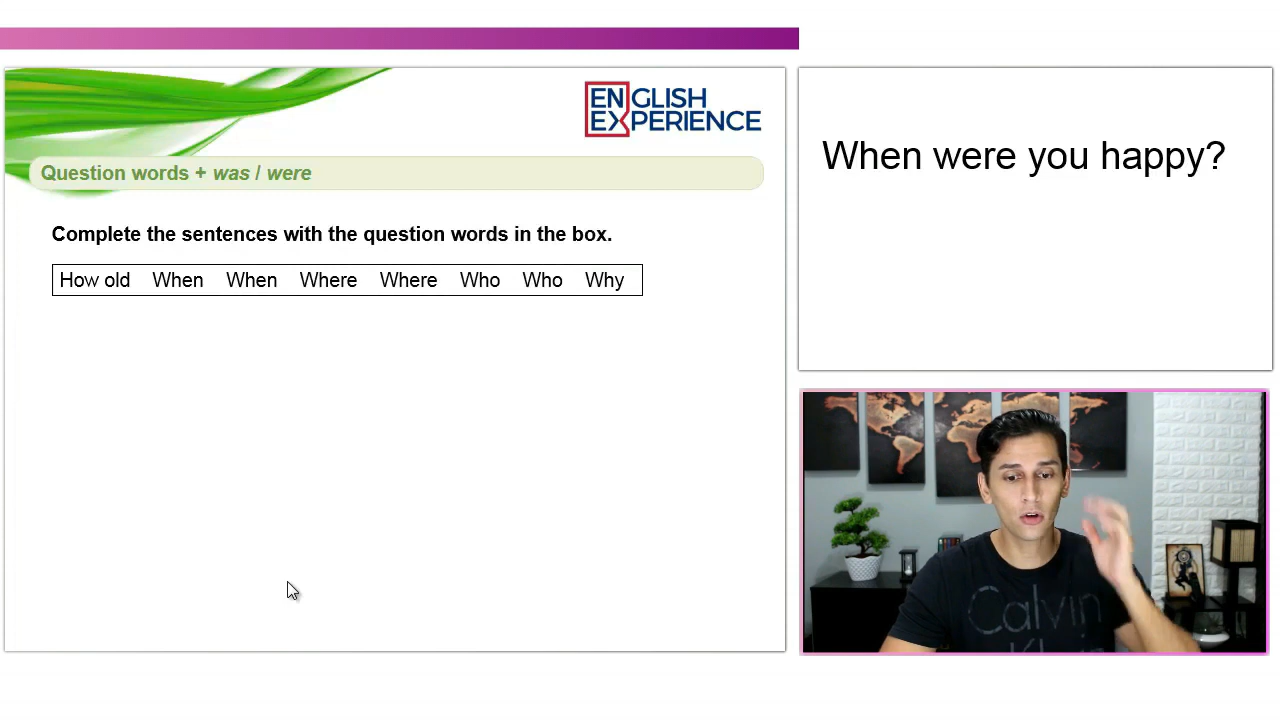 ENGLISH
EXPERIENCE
Question words + was / were
Complete the sentences with the question words in the box.
How old When When Where Where Who Who Why
When were you happy?
Calvin
Klein